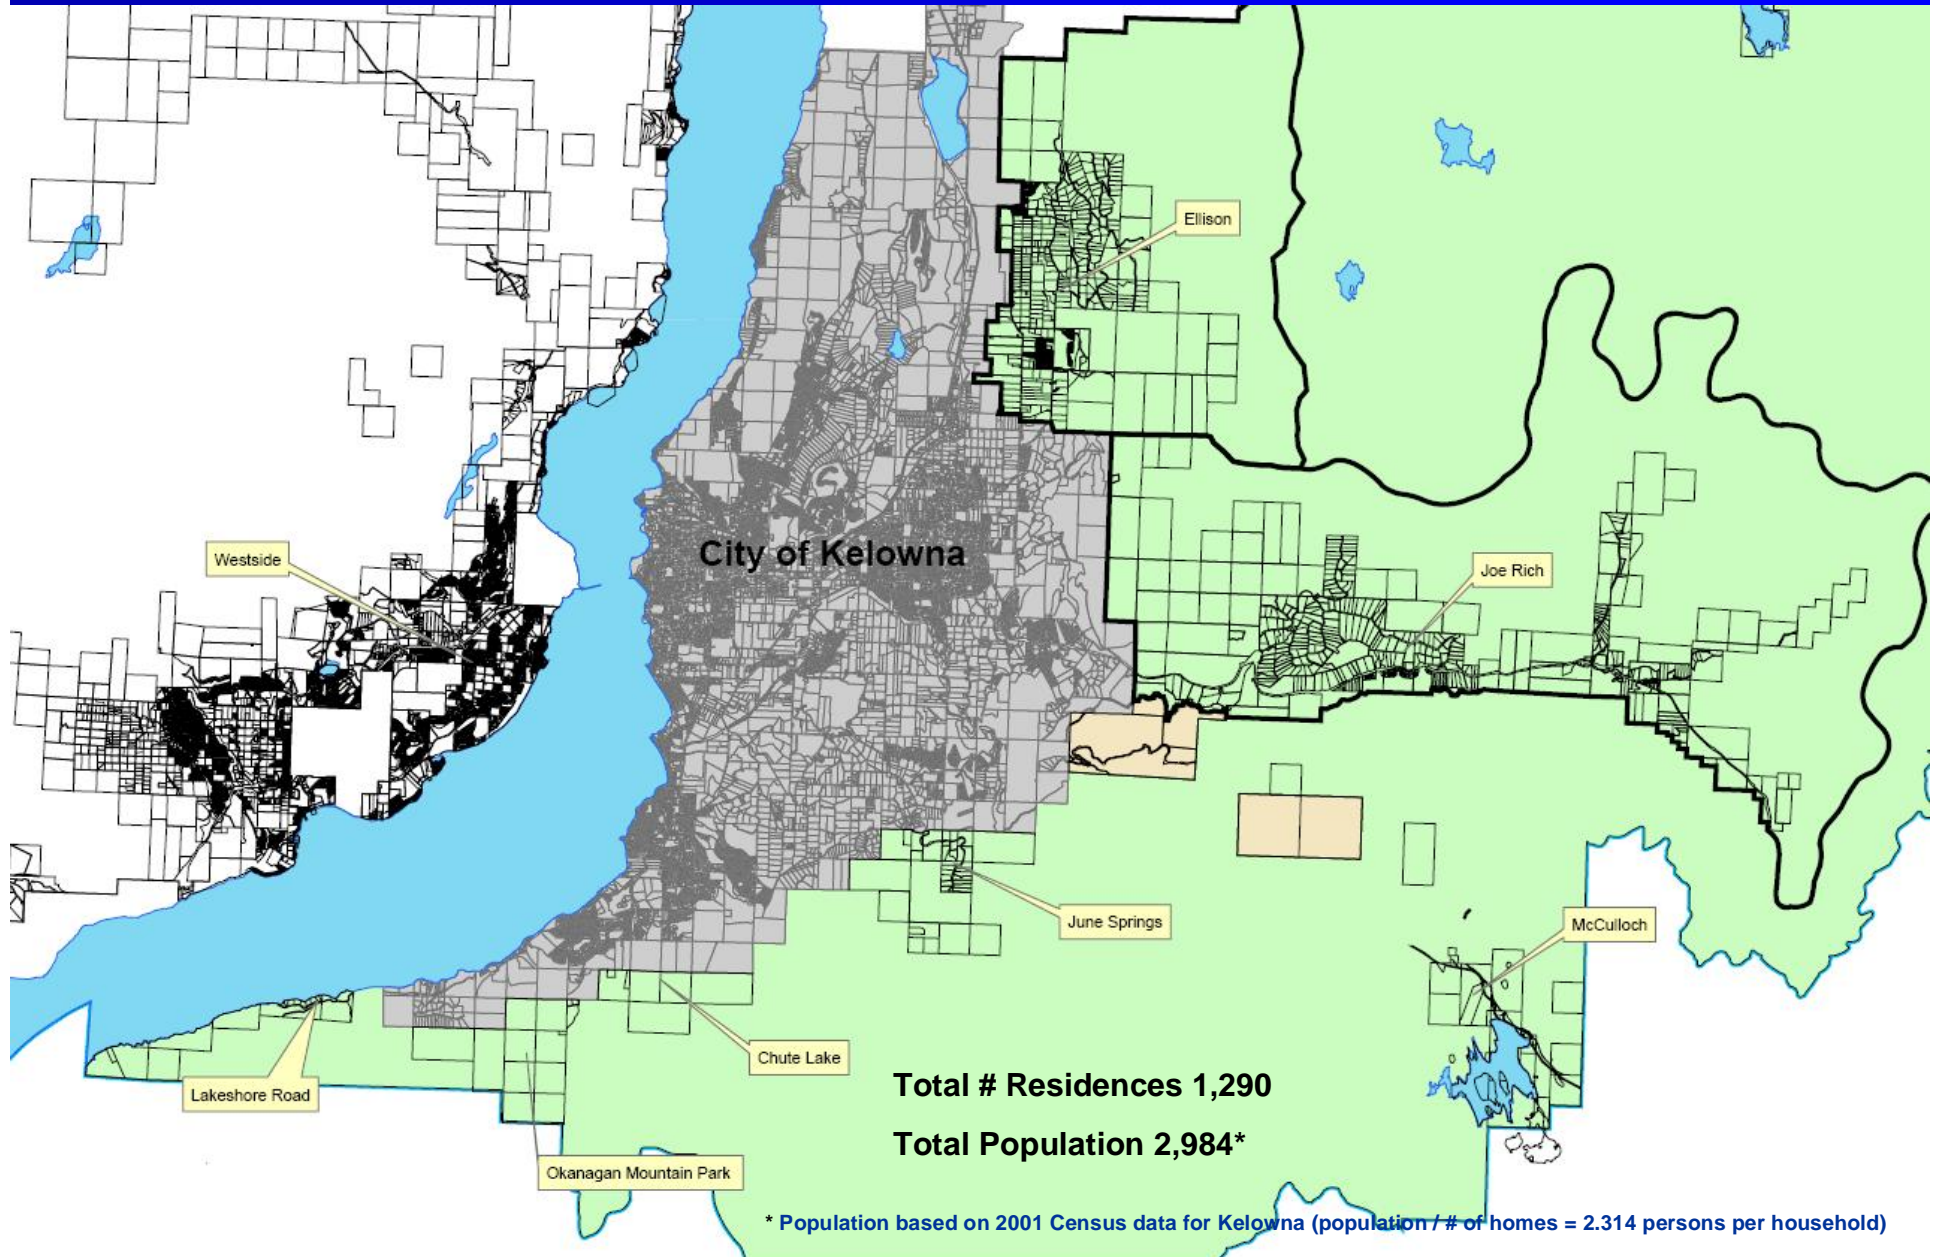 Ellison
City of Kelowna
Westside
Joe Rich
June Springs
McCulloch
Chute Lake
Lakeshore Road
Total # Residences 1,290
Total Population 2,984*
Okanagan Mountain Park
* Population based on 2001 Census data for Kelowna (population / # of homes = 2.314 persons per household)